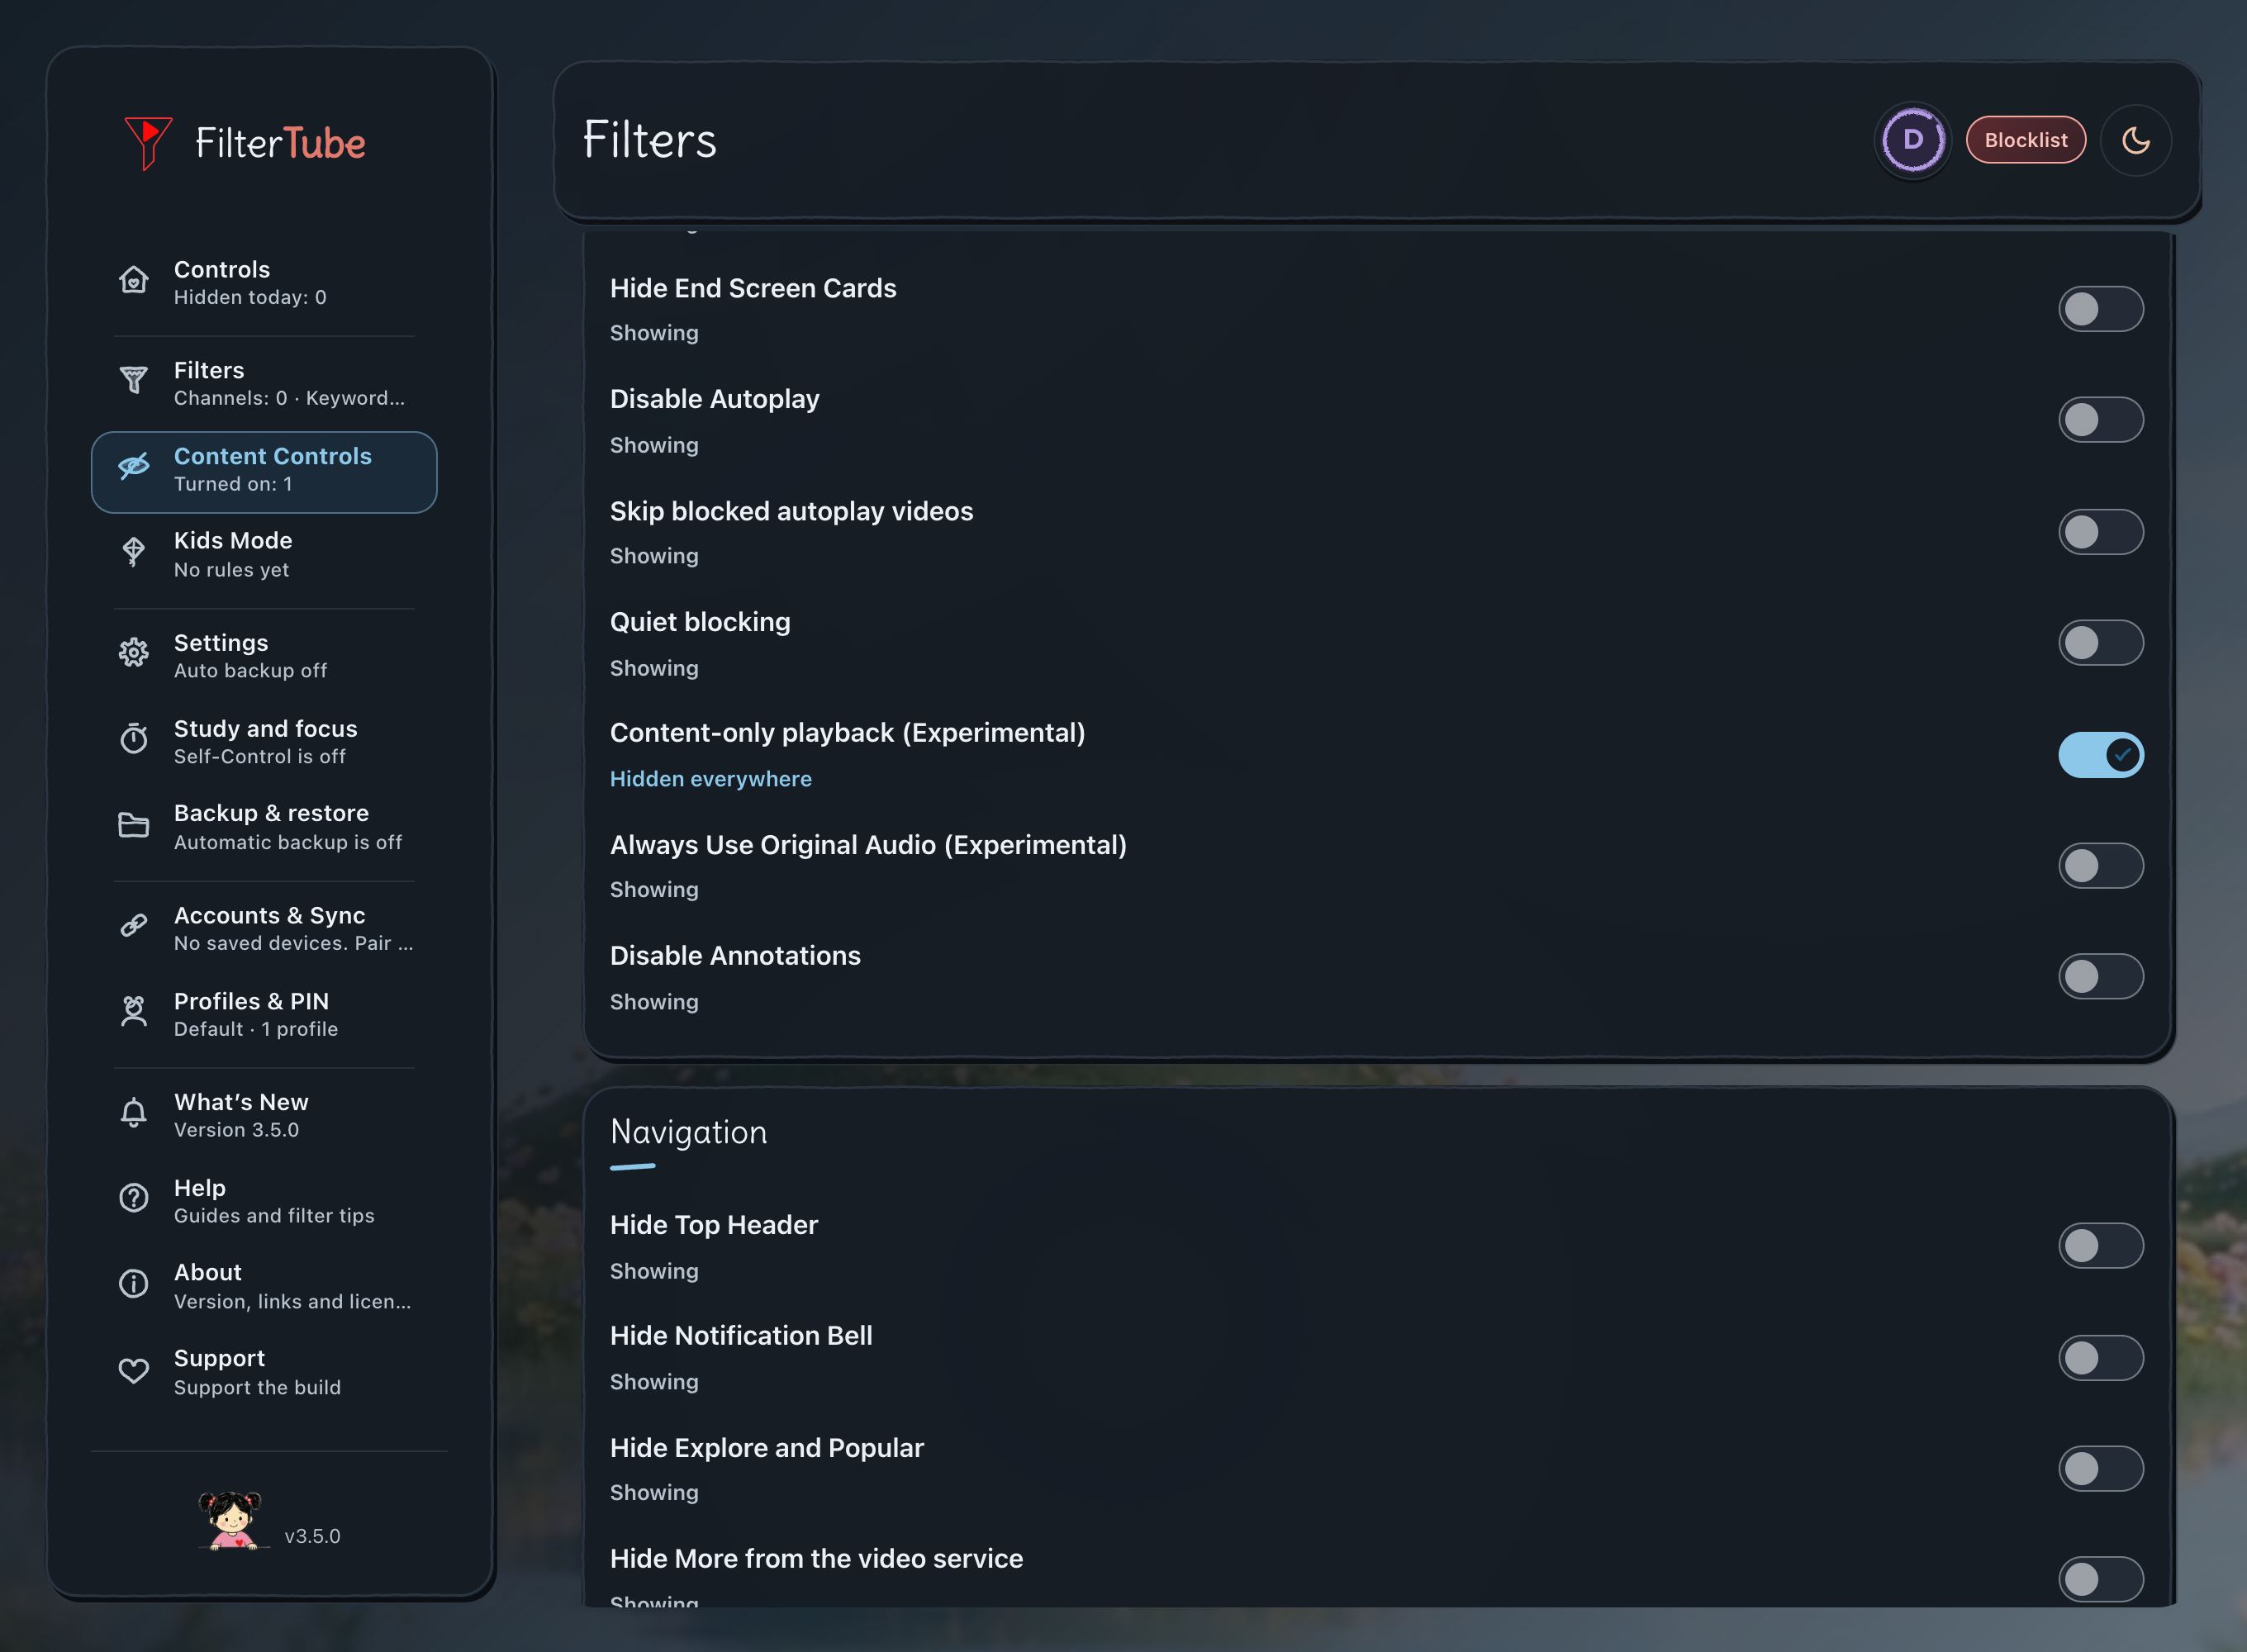 FilterTube
Controls
Hidden today: 0
Filters
Channels: 0 · Keyword...
Content Controls
Turned on: 1
Kids Mode
No rules yet
Settings
Auto backup off
Study and focus
Self-Control is off
Backup & restore
Automatic backup is off
Accounts & Sync
No saved devices. Pair ...
Profiles & PIN
Default · 1 profile
What’s New
Version 3.5.0
Help
Guides and filter tips
About
Version, links and licen...
Support
Support the build
v3.5.0
Filters
D
Blocklist
Hide End Screen Cards
Showing
Disable Autoplay
Showing
Skip blocked autoplay videos
Showing
Quiet blocking
Showing
Content-only playback (Experimental)
Hidden everywhere
Always Use Original Audio (Experimental)
Showing
Disable Annotations
Showing
Navigation
Hide Top Header
Showing
Hide Notification Bell
Showing
Hide Explore and Popular
Showing
Hide More from the video service
Showing